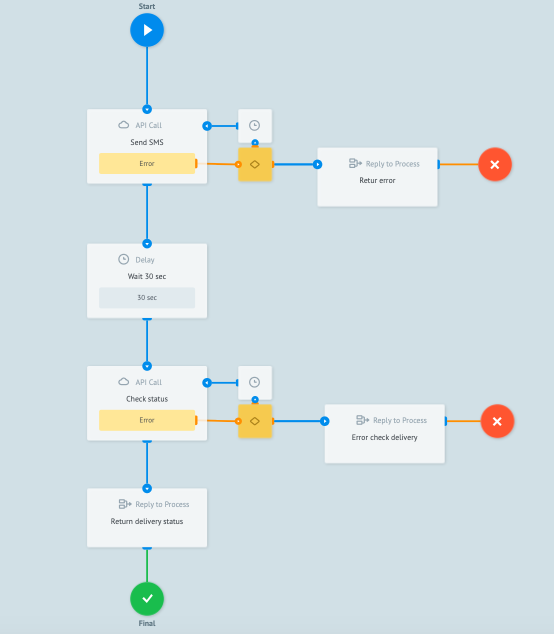 Start
API Call
Send SMS
Error
Reply to Process
Retur error
Delay
Wait 30 sec
30 sec
API Call
Check status
Error
Reply to Process
Error check delivery
Reply to Process
Return delivery status
Final